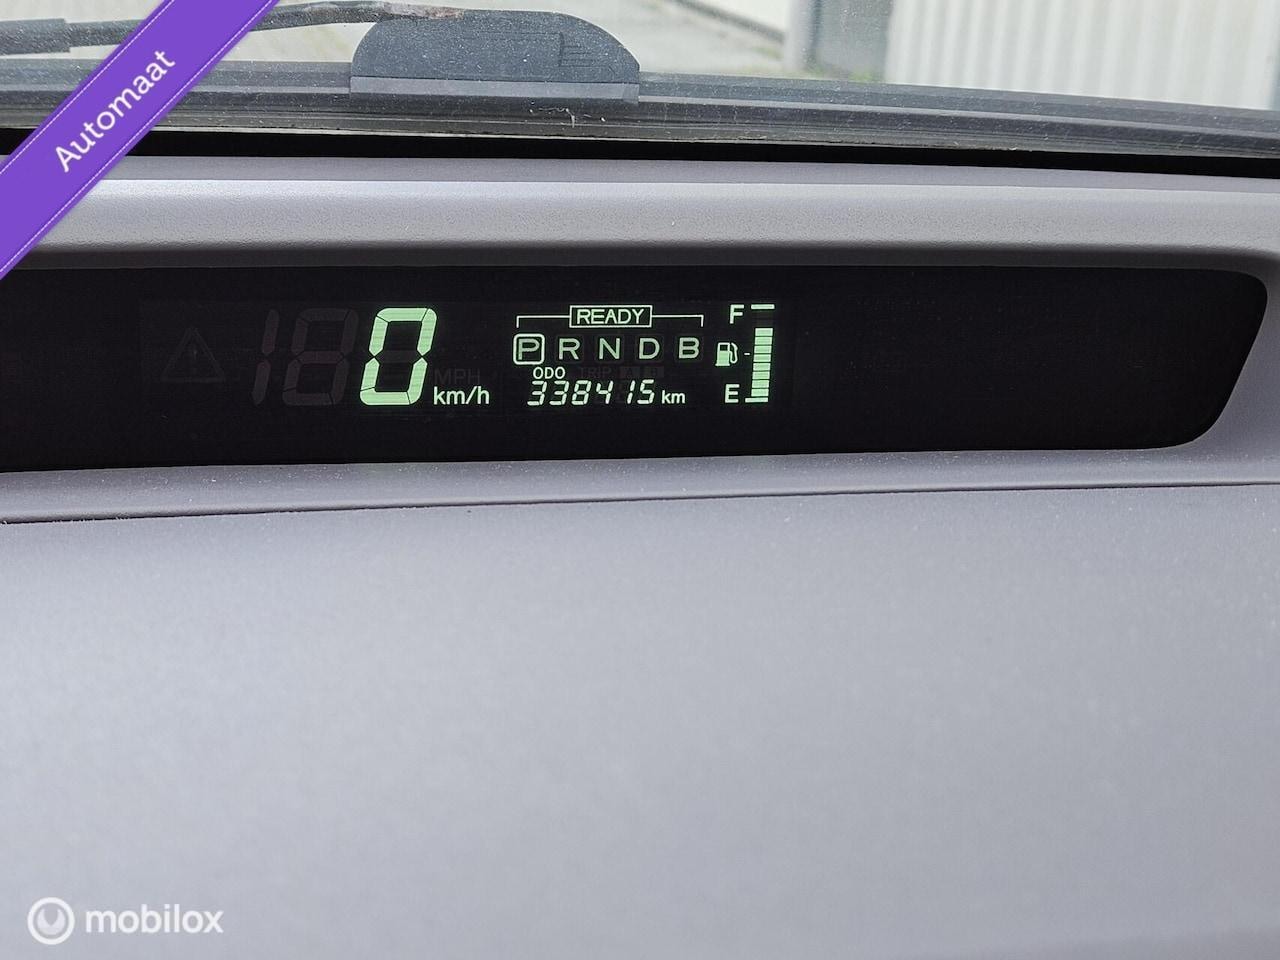 Automaat
READY
F
0
P R N D B
MPH
ODO TRIP A B
km/h
338415 km
E
mobilox